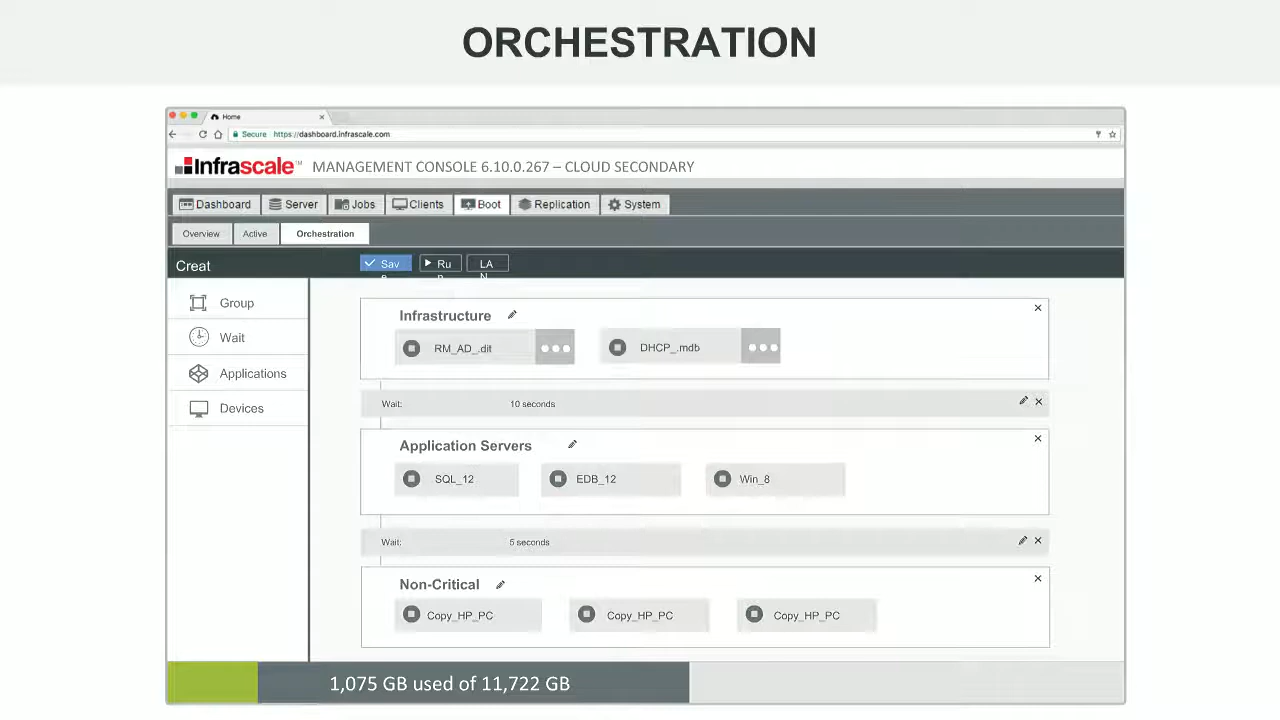 ORCHESTRATION
Home
Secure https://dashboard.infrascale.com
Infrascale™ MANAGEMENT CONSOLE 6.10.0.267 – CLOUD SECONDARY
Dashboard Server Jobs Clients Boot Replication System
Overview Active Orchestration
Creat Sav Ru LA
e n N
Group
Wait
Applications
Devices
Infrastructure
RM_AD_.dit DHCP_.mdb
Wait: 10 seconds
Application Servers
SQL_12 EDB_12 Win_8
Wait: 5 seconds
Non-Critical
Copy_HP_PC Copy_HP_PC Copy_HP_PC
1,075 GB used of 11,722 GB